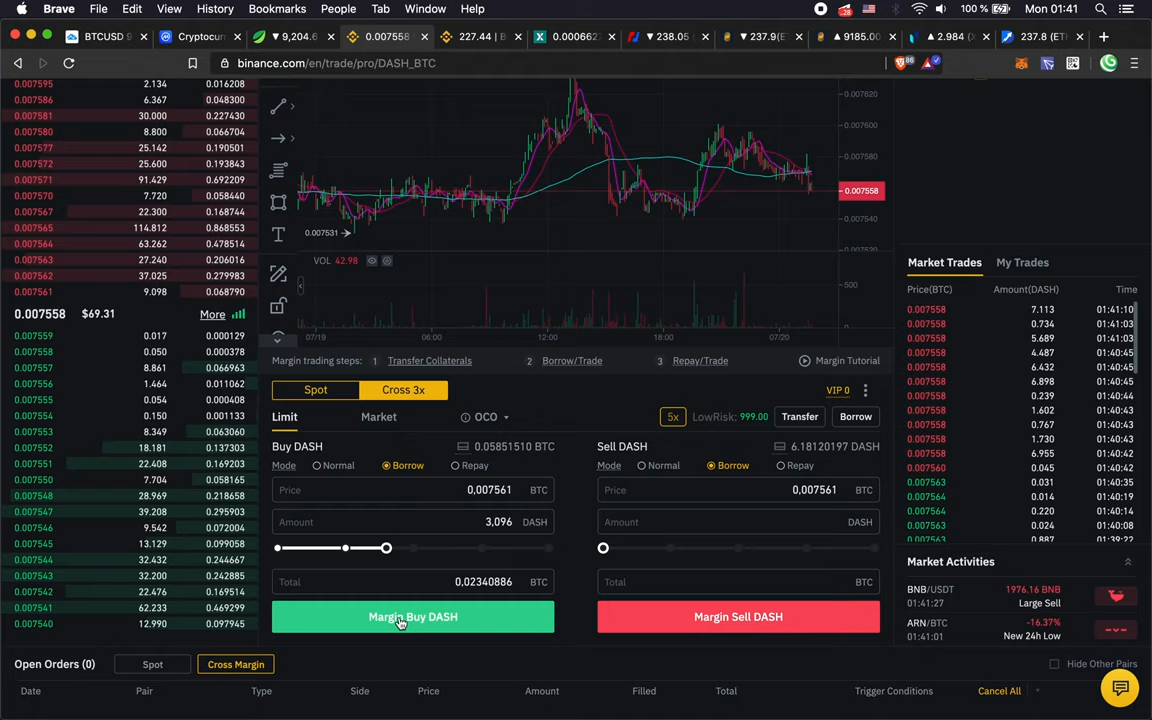 Brave File Edit View History Bookmarks People Tab Window Help 28 100 % Mon 01:41
BTCUSD 9 Cryptocur 9,204.6 0.007558 227.44 | B 0.0006627 238.05 237.9(E 9185.00 2.984 ( 237.8 (ETH
binance.com/en/trade/pro/DASH_BTC 86
0.007595 2.134 0.016208
0.007586 6.367 0.048300
0.007581 30.000 0.227430
0.007580 8.800 0.066704
0.007577 25.142 0.190501
0.007572 25.600 0.193843
0.007571 91.429 0.692209
0.007570 7.720 0.058440
0.007567 22.300 0.168744
0.007565 114.812 0.868553
0.007564 63.262 0.478514
0.007563 27.240 0.206016
0.007562 37.025 0.279983
0.007561 9.098 0.068790
0.007558 $69.31 More
0.007559 0.017 0.000129
0.007558 0.050 0.000378
0.007557 8.861 0.066963
0.007556 1.464 0.011062
0.007555 0.054 0.000408
0.007554 0.150 0.001133
0.007553 8.349 0.063060
0.007552 18.181 0.137303
0.007551 22.408 0.169203
0.007550 7.704 0.058165
0.007548 28.969 0.218658
0.007547 39.208 0.295903
0.007546 9.542 0.072004
0.007545 13.129 0.099058
0.007544 32.432 0.244667
0.007543 32.200 0.242885
0.007542 22.476 0.169514
0.007541 62.233 0.469299
0.007540 12.990 0.097945
0.007620
0.007600
0.007580
0.007558
0.007540
0.007520
0.007531
VOL 42.98
500
0
07/19 06:00 12:00 18:00 07/20
Margin trading steps: 1 Transfer Collaterals 2 Borrow/Trade 3 Repay/Trade Margin Tutorial
Spot Cross 3x VIP 0
Limit Market OCO 5x LowRisk: 999.00 Transfer Borrow
Buy DASH 0.05851510 BTC
Mode Normal Borrow Repay
Price 0,007561 BTC
Amount 3,096 DASH
Total 0,02340886 BTC
Margin Buy DASH
Sell DASH 6.18120197 DASH
Mode Normal Borrow Repay
Price 0,007561 BTC
Amount DASH
Total BTC
Margin Sell DASH
Market Trades My Trades
Price(BTC) Amount(DASH) Time
0.007558 7.113 01:41:10
0.007558 0.734 01:41:03
0.007558 5.689 01:41:03
0.007558 4.487 01:40:45
0.007558 6.432 01:40:45
0.007558 6.898 01:40:45
0.007558 0.239 01:40:44
0.007558 1.602 01:40:43
0.007558 0.767 01:40:43
0.007558 1.730 01:40:43
0.007558 6.955 01:40:42
0.007560 0.045 01:40:42
0.007563 0.031 01:40:35
0.007564 0.014 01:40:19
0.007564 0.220 01:40:14
0.007564 0.024 01:40:08
0.007563 0.887 01:39:22
Market Activities
BNB/USDT 1976.16 BNB
01:41:27 Large Sell
ARN/BTC -16.37%
01:41:01 New 24h Low
Open Orders (0) Spot Cross Margin Hide Other Pairs
Date Pair Type Side Price Amount Filled Total Trigger Conditions Cancel All